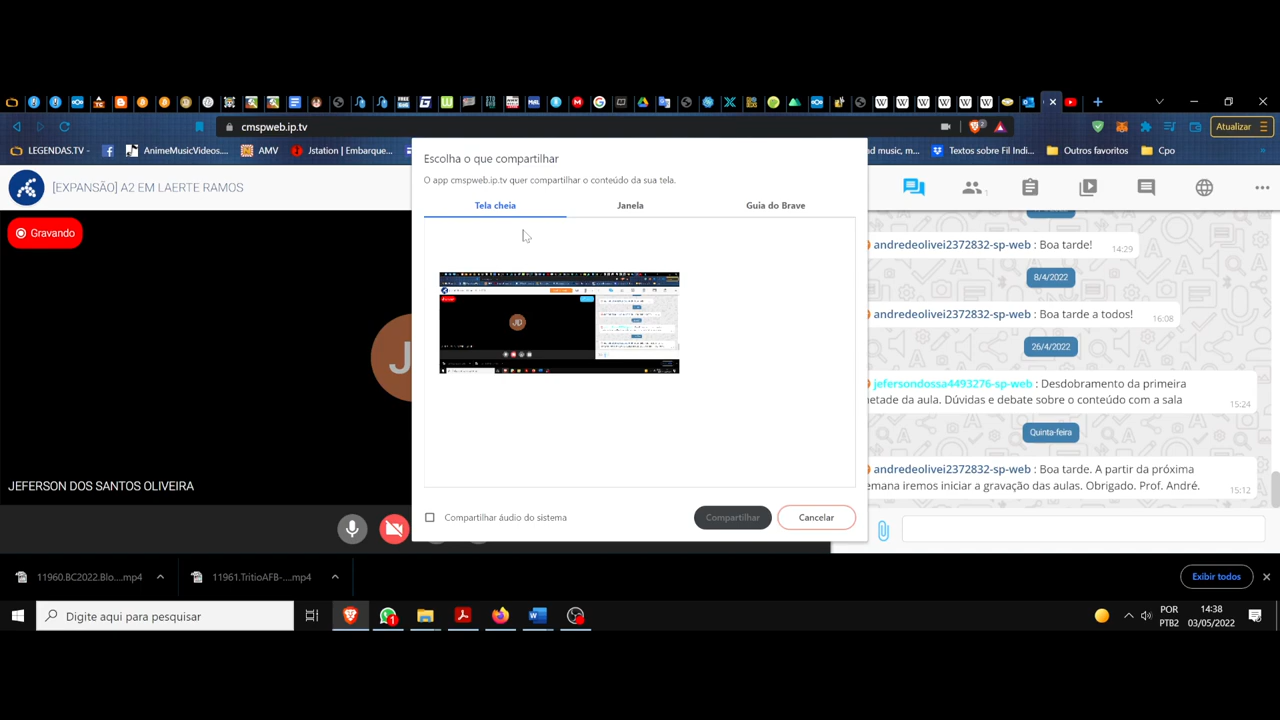 cmspweb.ip.tv
Atualizar
LEGENDAS.TV -
AnimeMusicVideos....
AMV
Jstation | Embarque...
nd music, m...
Textos sobre Fil Indi...
Outros favoritos
Cpo
[EXPANSÃO] A2 EM LAERTE RAMOS
1
Gravando
JEFERSON DOS SANTOS OLIVEIRA
Escolha o que compartilhar
O app cmspweb.ip.tv quer compartilhar o conteúdo da sua tela.
Tela cheia
Janela
Guia do Brave
Compartilhar áudio do sistema
Compartilhar
Cancelar
andredeolivei2372832-sp-web : Boa tarde!
14:29
8/4/2022
andredeolivei2372832-sp-web : Boa tarde a todos!
16:08
26/4/2022
jefersondossa4493276-sp-web : Desdobramento da primeira
etade da aula. Dúvidas e debate sobre o conteúdo com a sala
15:24
Quinta-feira
andredeolivei2372832-sp-web : Boa tarde. A partir da próxima
emana iremos iniciar a gravação das aulas. Obrigado. Prof. André.
15:12
11960.BC2022.Blo....mp4
11961.TritioAFB-....mp4
Exibir todos
Digite aqui para pesquisar
POR
PTB2
14:38
03/05/2022